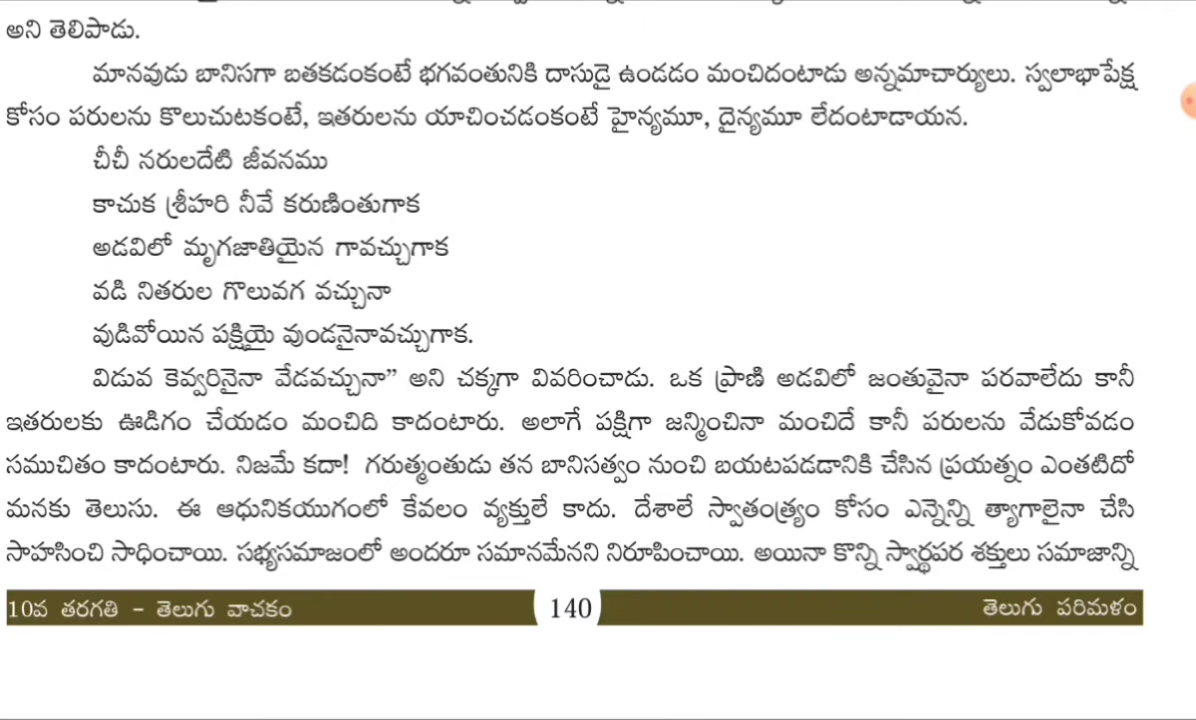 అని తెలిపాడు.
మానవుడు బానిసగా బతకడంకంటే భగవంతునికి దాసుడై ఉండడం మంచిదంటాడు అన్నమాచార్యులు. స్వలాభాపేక్ష
కోసం పరులను కొలుచుటకంటే, ఇతరులను యాచించడంకంటే హైన్యమూ, దైన్యమూ లేదంటాడాయన.
చీచీ నరులదేటి జీవనము
కాచుక శ్రీహరి నీవే కరుణింతుగాక
అడవిలో మృగజాతియైన గావచ్చుగాక
వడి నితరుల గొలువగ వచ్చునా
వుడివోయిన పక్షియై వుండనైనావచ్చుగాక.
విడువ కెవ్వరినైనా వేడవచ్చునా” అని చక్కగా వివరించాడు. ఒక ప్రాణి అడవిలో జంతువైనా పరవాలేదు కానీ
ఇతరులకు ఊడిగం చేయడం మంచిది కాదంటారు. అలాగే పక్షిగా జన్మించినా మంచిదే కానీ పరులను వేడుకోవడం
సముచితం కాదంటారు. నిజమే కదా! గరుత్మంతుడు తన బానిసత్వం నుంచి బయటపడడానికి చేసిన ప్రయత్నం ఎంతటిదో
మనకు తెలుసు. ఈ ఆధునికయుగంలో కేవలం వ్యక్తులే కాదు. దేశాలే స్వాతంత్ర్యం కోసం ఎన్నెన్ని త్యాగాలైనా చేసి
సాహసించి సాధించాయి. సభ్యసమాజంలో అందరూ సమానమేనని నిరూపించాయి. అయినా కొన్ని స్వార్థపర శక్తులు సమాజాన్ని
10వ తరగతి – తెలుగు వాచకం 140 తెలుగు పరిమళం